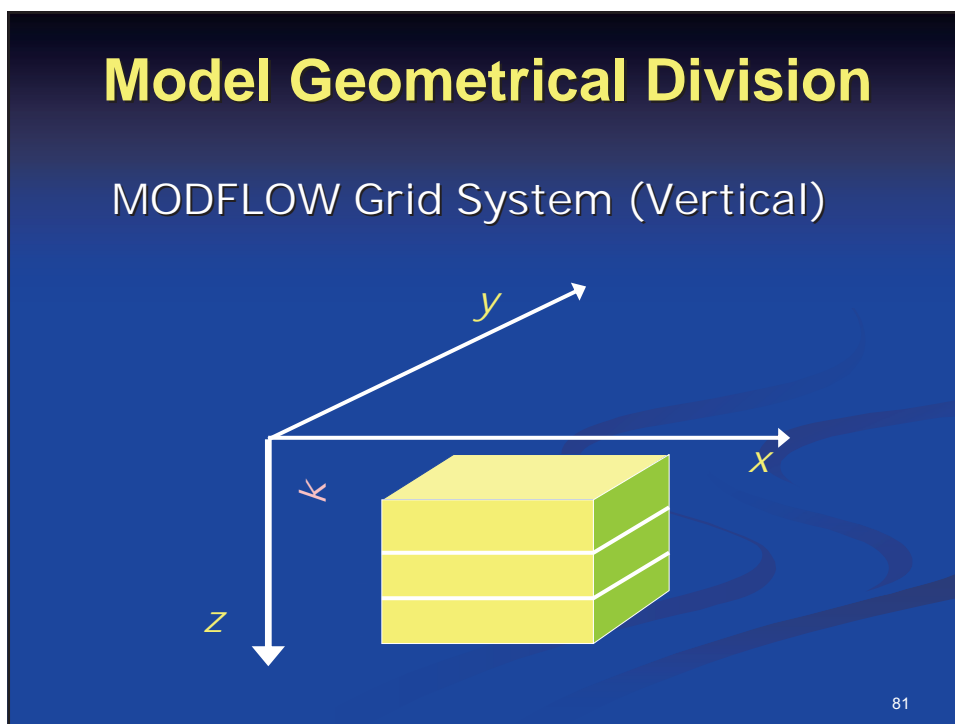 Model Geometrical Division
MODFLOW Grid System (Vertical)
y
x
k
z
81